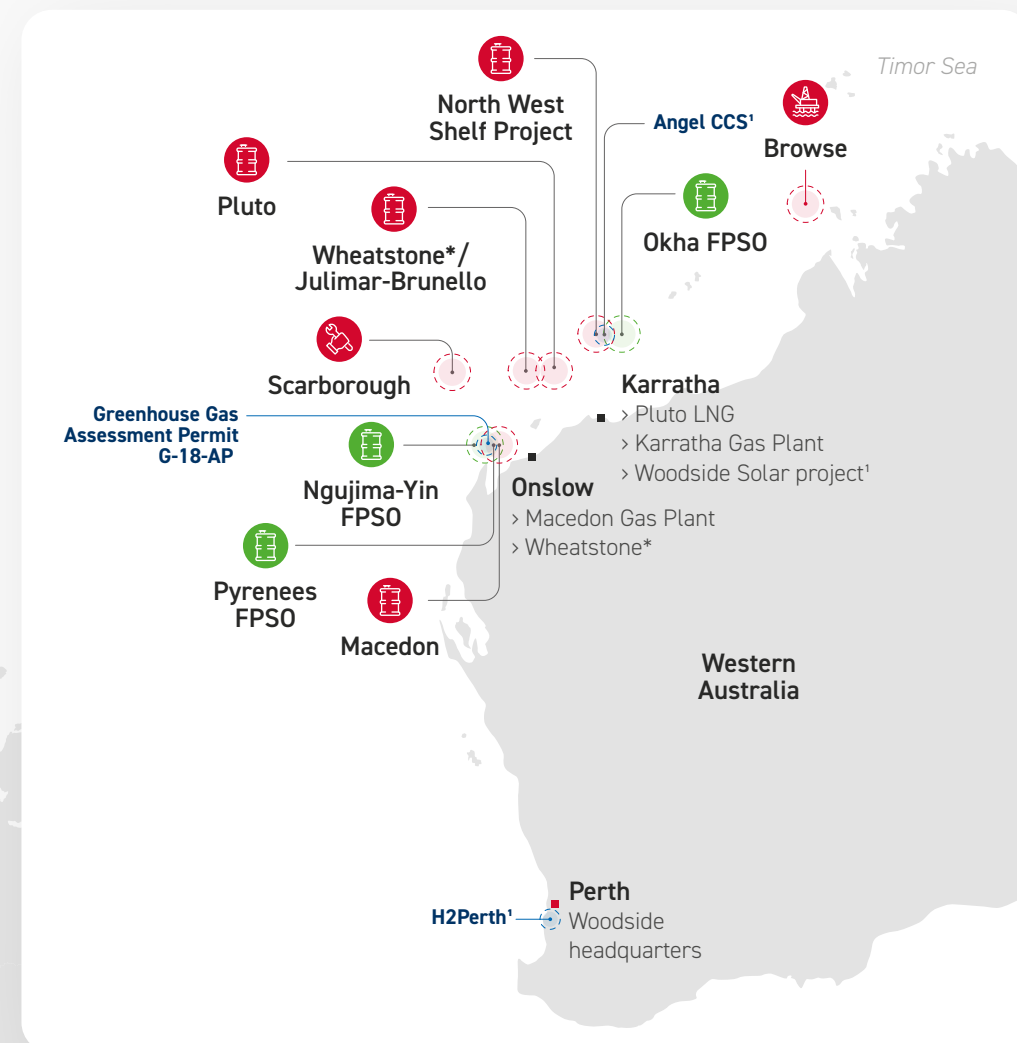 Timor Sea
North West
Shelf Project
Angel CCS¹
Browse
Pluto
Okha FPSO
Wheatstone*/
Julimar-Brunello
Scarborough
Karratha
› Pluto LNG
› Karratha Gas Plant
› Woodside Solar project¹
Greenhouse Gas
Assessment Permit
G-18-AP
Ngujima-Yin
FPSO
Onslow
› Macedon Gas Plant
› Wheatstone*
Pyrenees
FPSO
Macedon
Western
Australia
Perth
Woodside
headquarters
H2Perth¹